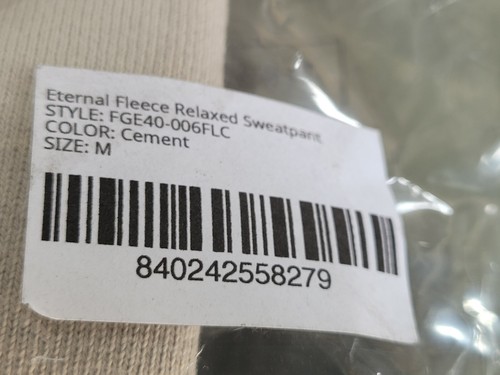 Eternal Fleece Relaxed Sweatpant
STYLE: FGE40-006FLC
COLOR: Cement
SIZE: M
840242558279